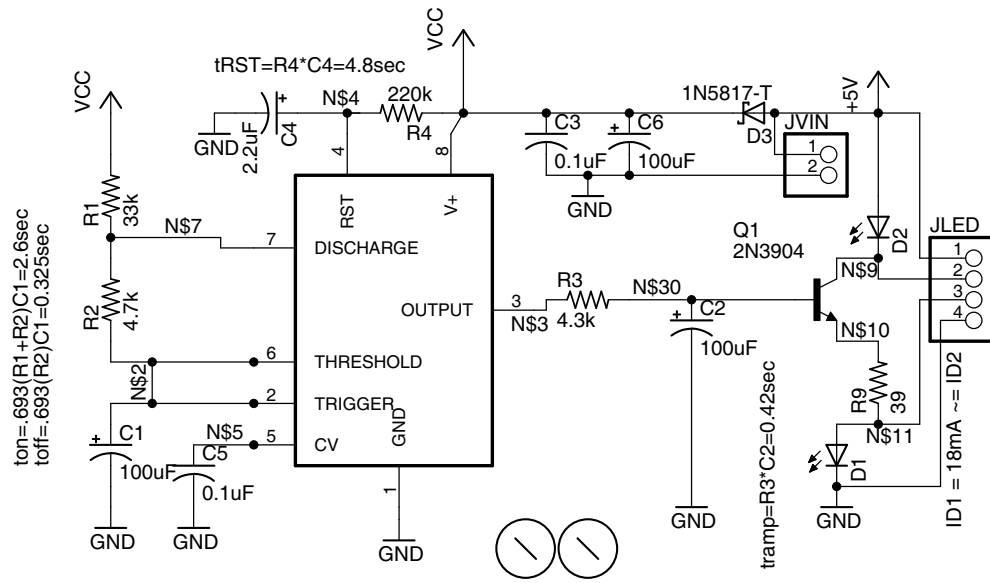 VCC
tRST=R4*C4=4.8sec
VCC
GND
2.2uF
C4
N$4
220k
R4
4
8
RST
V+
C3
0.1uF
C6
100uF
GND
1N5817-T
D3
+5V
JVIN
1
2
R1
33k
N$7
7
DISCHARGE
R2
4.7k
ton=.693(R1+R2)C1=2.6sec
toff=.693(R2)C1=0.325sec
OUTPUT
3
N$3
R3
4.3k
N$30
C2
100uF
GND
tramp=R3*C2=0.42sec
Q1
2N3904
D2
N$9
JLED
1
2
3
4
N$10
R9
39
N$11
D1
GND
ID1 = 18mA ~= ID2
6
THRESHOLD
N$2
2
TRIGGER
GND
C1
100uF
GND
N$5
5
CV
C5
0.1uF
GND
1
GND